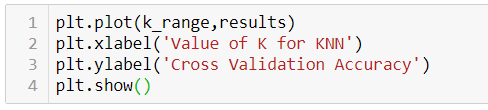 1 plt.plot(k_range,results)
2 plt.xlabel('Value of K for KNN')
3 plt.ylabel('Cross Validation Accuracy')
4 plt.show()